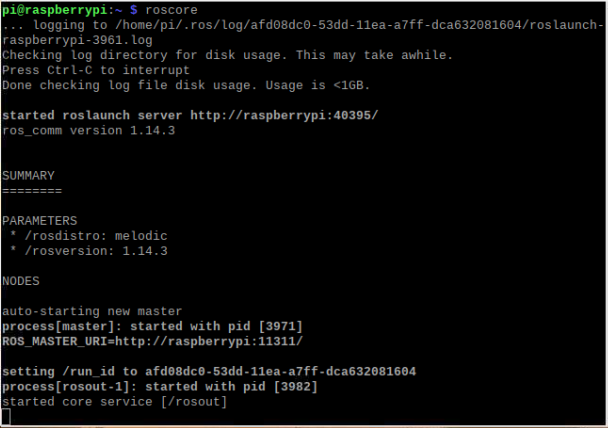 pi@raspberrypi:~ $ roscore
... logging to /home/pi/.ros/log/afd08dc0-53dd-11ea-a7ff-dca632081604/roslaunch-
raspberrypi-3961.log
Checking log directory for disk usage. This may take awhile.
Press Ctrl-C to interrupt
Done checking log file disk usage. Usage is <1GB.

started roslaunch server http://raspberrypi:40395/
ros_comm version 1.14.3

SUMMARY
========

PARAMETERS
 * /rosdistro: melodic
 * /rosversion: 1.14.3

NODES

auto-starting new master
process[master]: started with pid [3971]
ROS_MASTER_URI=http://raspberrypi:11311/

setting /run_id to afd08dc0-53dd-11ea-a7ff-dca632081604
process[rosout-1]: started with pid [3982]
started core service [/rosout]